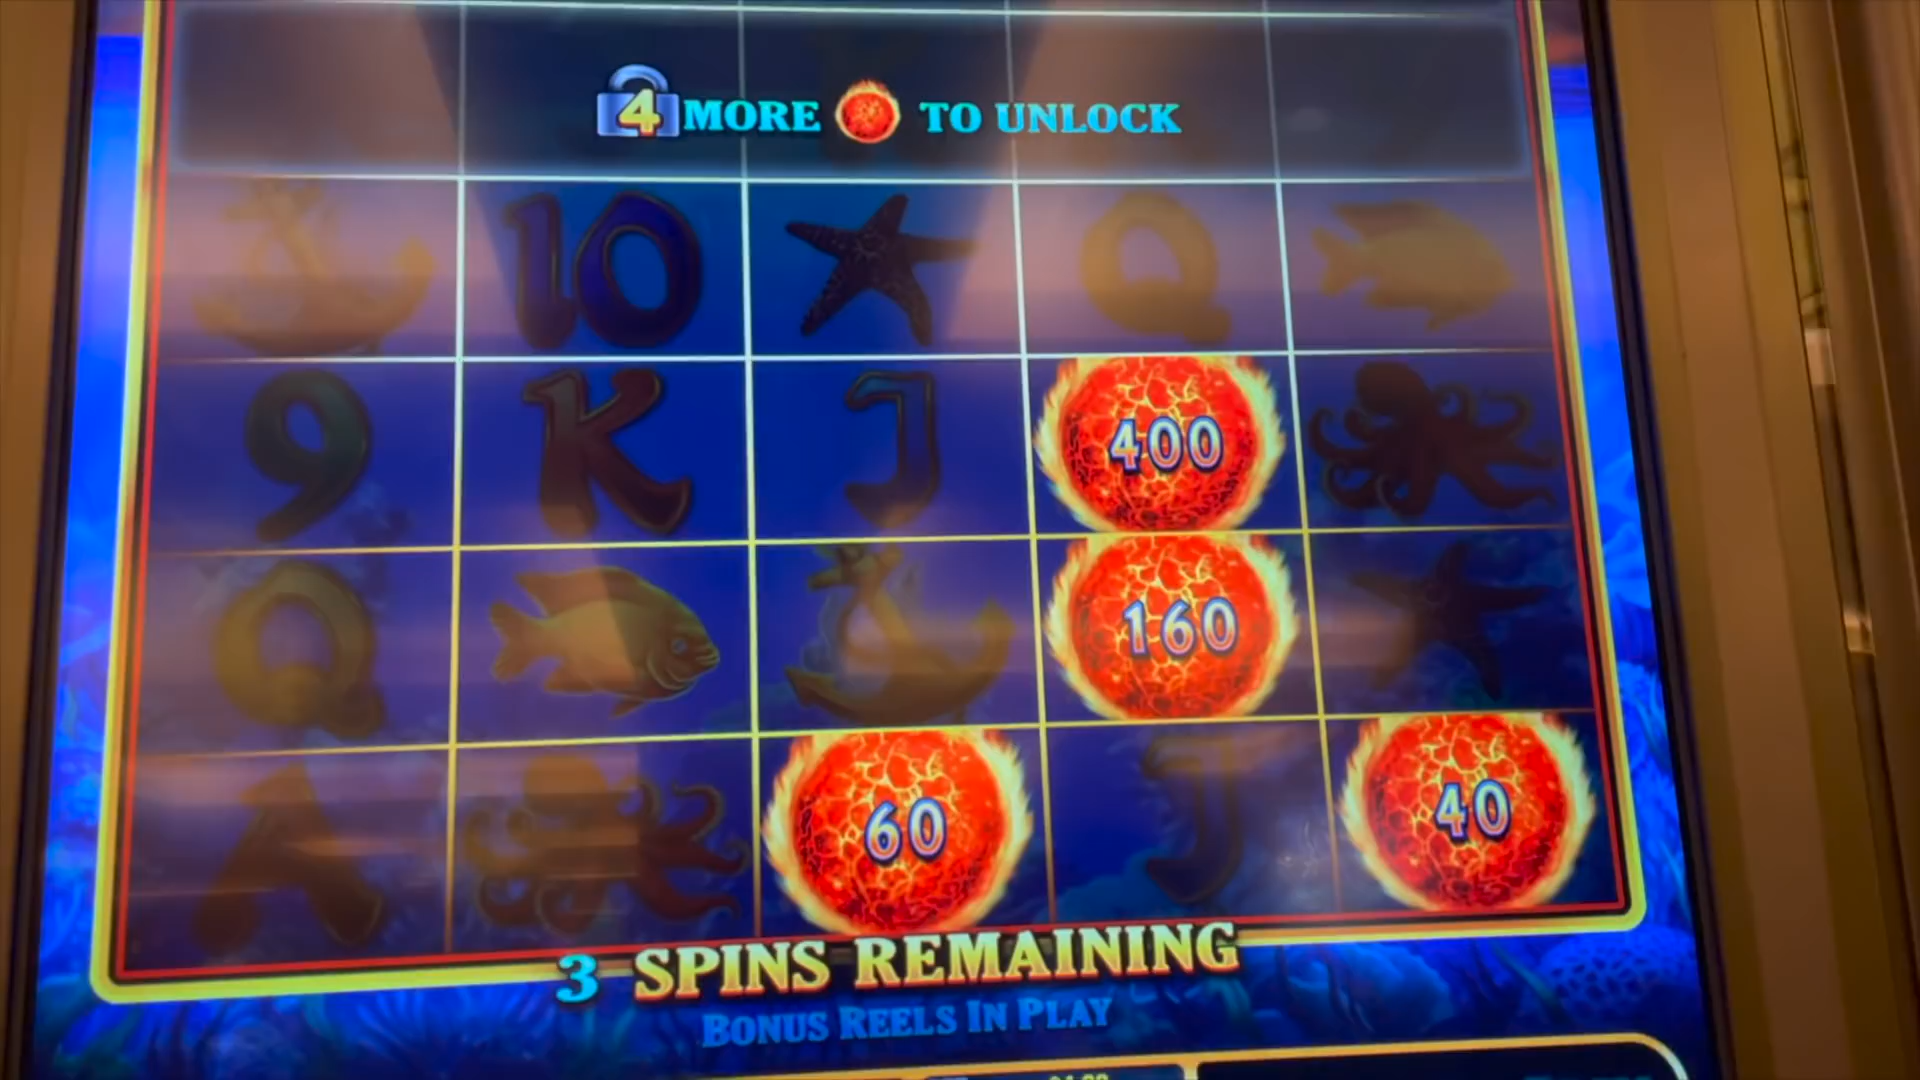 4 MORE TO UNLOCK
10 Q
9 K J 400
Q 160
A 60 J 40
3 SPINS REMAINING
BONUS REELS IN PLAY